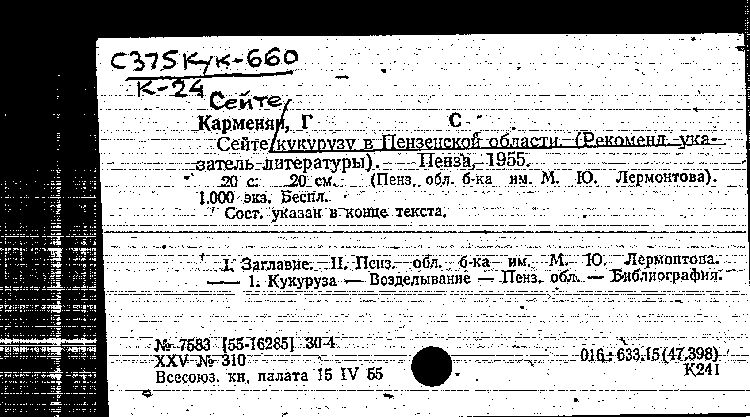 С375Кук-660
К-24
Сейте
Карменян, Г С
Сейте кукурузу в Пензенской области. (Рекоменд. ука-
затель литературы). Пенза, 1955.
20 с. 20 см. (Пенз. обл. б-ка им. М. Ю. Лермонтова).
1.000 экз. Беспл.
Сост. указан в конце текста.
I. Заглавие. II. Пенз. обл. б-ка им. М. Ю. Лермонтова.
— 1. Кукуруза — Возделывание — Пенз. обл. — Библиография.
№ 7583 [55-16285] 30-4
XXV № 310
Всесоюз. кн. палата 15 IV 55
016 : 633.15(47.398)
К241